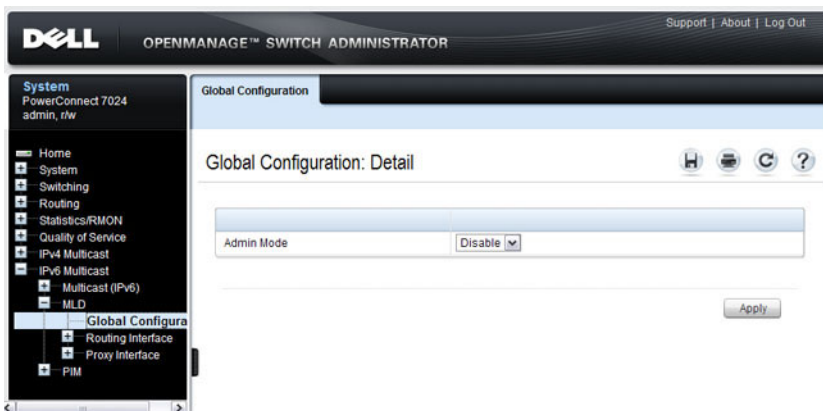 Support | About | Log Out
DELL
OPENMANAGE™ SWITCH ADMINISTRATOR
System
PowerConnect 7024
admin, r/w
Global Configuration
Home
System
Switching
Routing
Statistics/RMON
Quality of Service
IPv4 Multicast
IPv6 Multicast
Multicast (IPv6)
MLD
Global Configura
Routing Interface
Proxy Interface
PIM
Global Configuration: Detail
Admin Mode
Disable
Apply